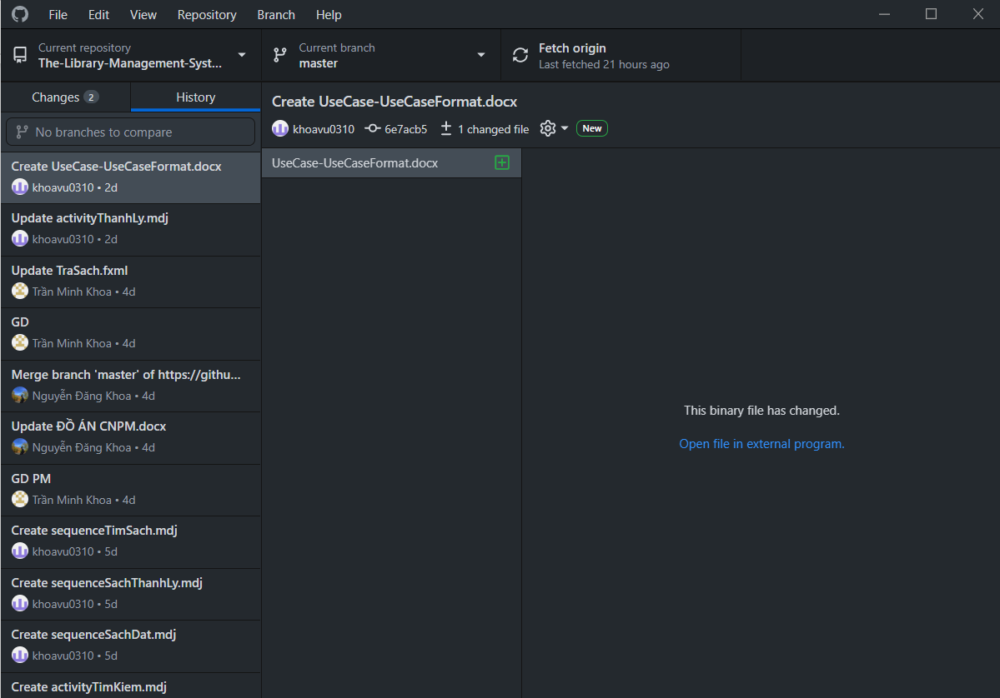 File Edit View Repository Branch Help
Current repository
The-Library-Management-Syst...
Current branch
master
Fetch origin
Last fetched 21 hours ago
Changes 2
History
No branches to compare
Create UseCase-UseCaseFormat.docx
khoavu0310 • 2d
Update activityThanhLy.mdj
khoavu0310 • 2d
Update TraSach.fxml
Trần Minh Khoa • 4d
GD
Trần Minh Khoa • 4d
Merge branch 'master' of https://githu...
Nguyễn Đăng Khoa • 4d
Update ĐỒ ÁN CNPM.docx
Nguyễn Đăng Khoa • 4d
GD PM
Trần Minh Khoa • 4d
Create sequenceTimSach.mdj
khoavu0310 • 5d
Create sequenceSachThanhLy.mdj
khoavu0310 • 5d
Create sequenceSachDat.mdj
khoavu0310 • 5d
Create activityTimKiem.mdj
Create UseCase-UseCaseFormat.docx
khoavu0310 6e7acb5 1 changed file New
UseCase-UseCaseFormat.docx
This binary file has changed.
Open file in external program.